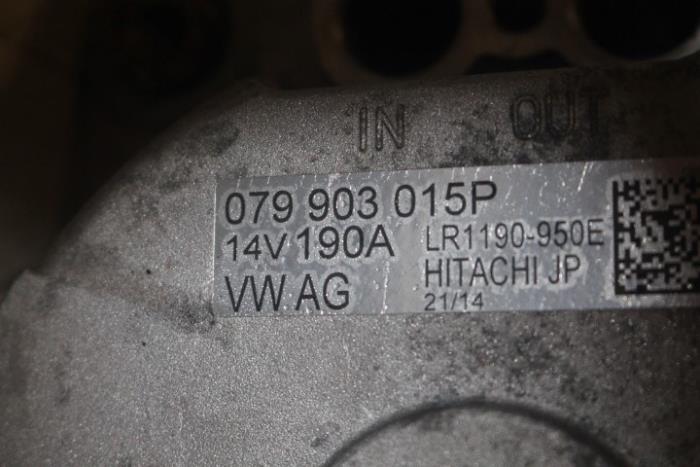 IN OUT
079 903 015P
14V 190A LR1190-950E
VW AG HITACHI JP
21/14